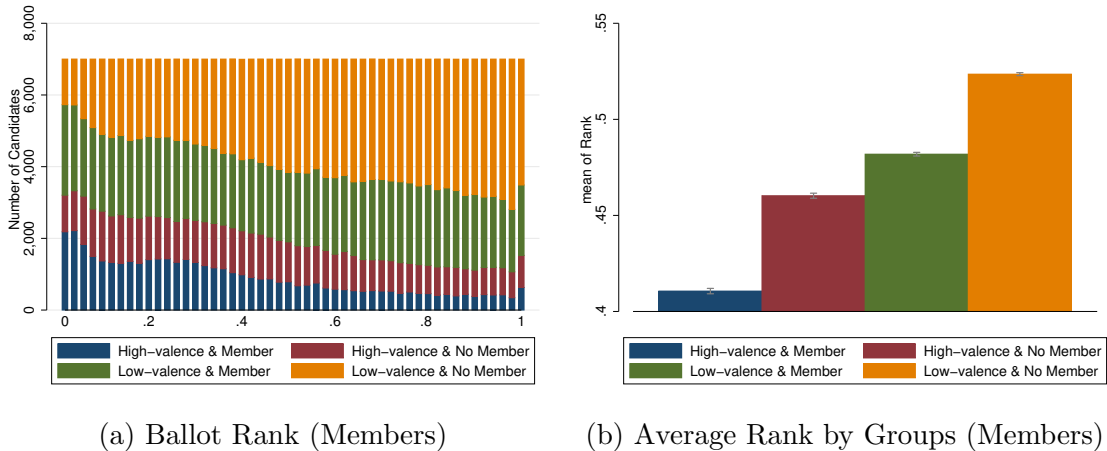 8,000
6,000
4,000
2,000
0
Number of Candidates
0 .2 .4 .6 .8 1
High−valence & Member High−valence & No Member
Low−valence & Member Low−valence & No Member
(a) Ballot Rank (Members)
.55
.5
.45
.4
mean of Rank
High−valence & Member High−valence & No Member
Low−valence & Member Low−valence & No Member
(b) Average Rank by Groups (Members)